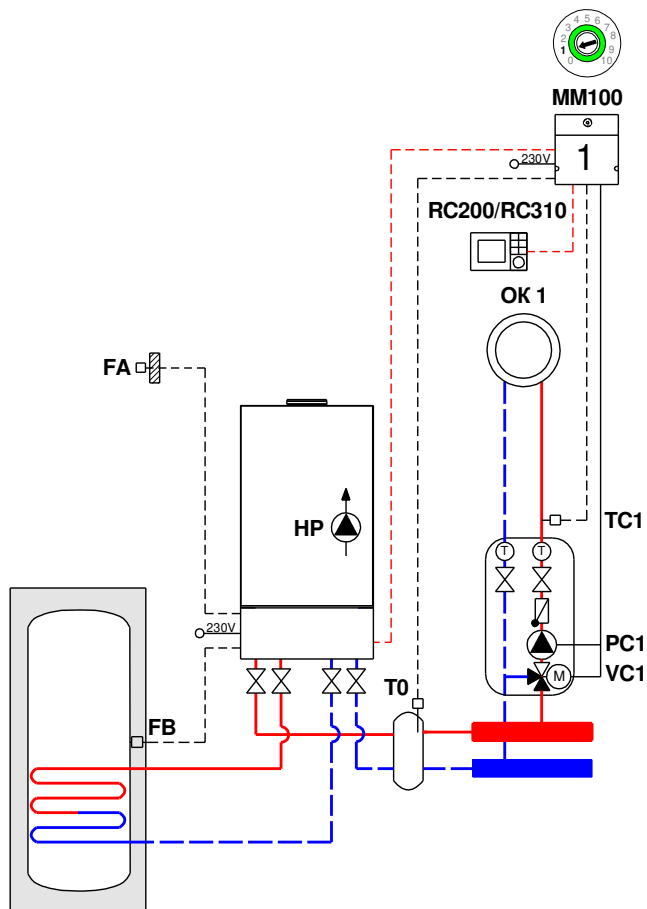 4 5 6
3 7
2 8
1 9
0 10
MM100
1
230V
RC200/RC310
ОК 1
FA
HP
TC1
T T
230V
PC1
M
VC1
T0
FB